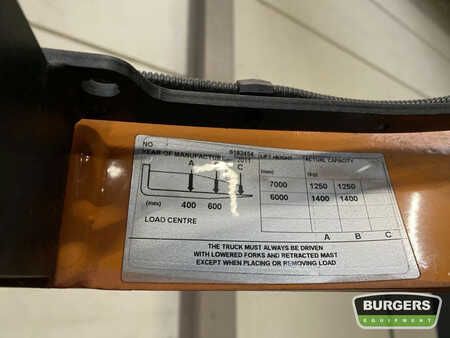 NO 6163414
YEAR OF MANUFACTURE 2011
LIFT HEIGHT ACTUAL CAPACITY
(mm) (kg)
A C
7000 1250 1250
6000 1400 1400
(mm) 400 600
LOAD CENTRE
A B C
THE TRUCK MUST ALWAYS BE DRIVEN
WITH LOWERED FORKS AND RETRACTED MAST
EXCEPT WHEN PLACING OR REMOVING LOAD
BURGERS
EQUIPMENT